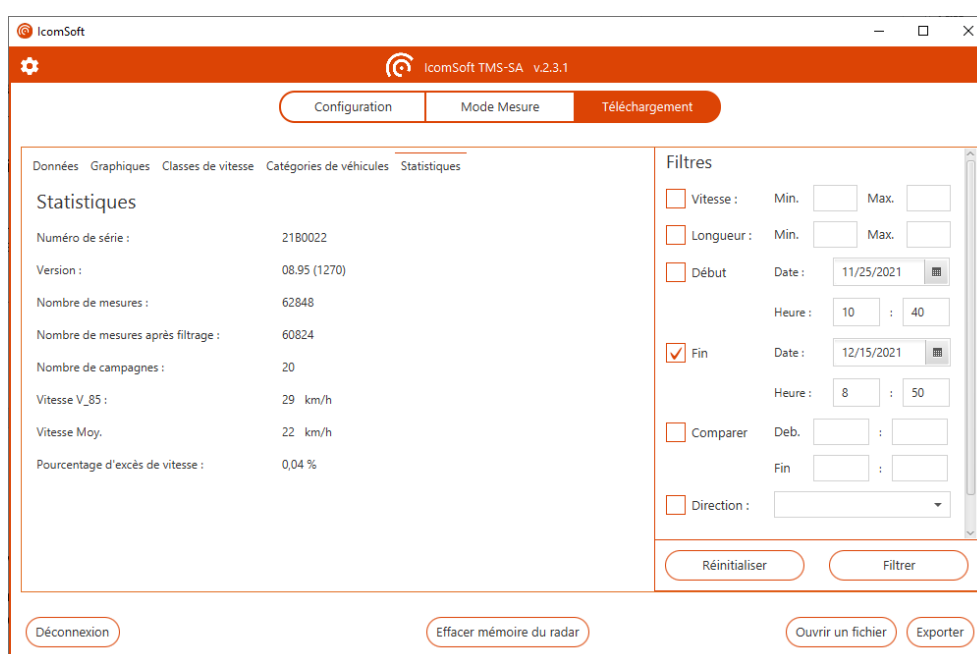 IcomSoft
IcomSoft TMS-SA v.2.3.1
Configuration Mode Mesure Téléchargement
Données Graphiques Classes de vitesse Catégories de véhicules Statistiques
Statistiques
Numéro de série : 21B0022
Version : 08.95 (1270)
Nombre de mesures : 62848
Nombre de mesures après filtrage : 60824
Nombre de campagnes : 20
Vitesse V_85 : 29 km/h
Vitesse Moy. 22 km/h
Pourcentage d'excès de vitesse : 0,04 %
Filtres
Vitesse : Min. Max.
Longueur : Min. Max.
Début Date : 11/25/2021
Heure : 10 : 40
Fin Date : 12/15/2021
Heure : 8 : 50
Comparer Deb. :
Fin :
Direction :
Réinitialiser Filtrer
Déconnexion Effacer mémoire du radar Ouvrir un fichier Exporter